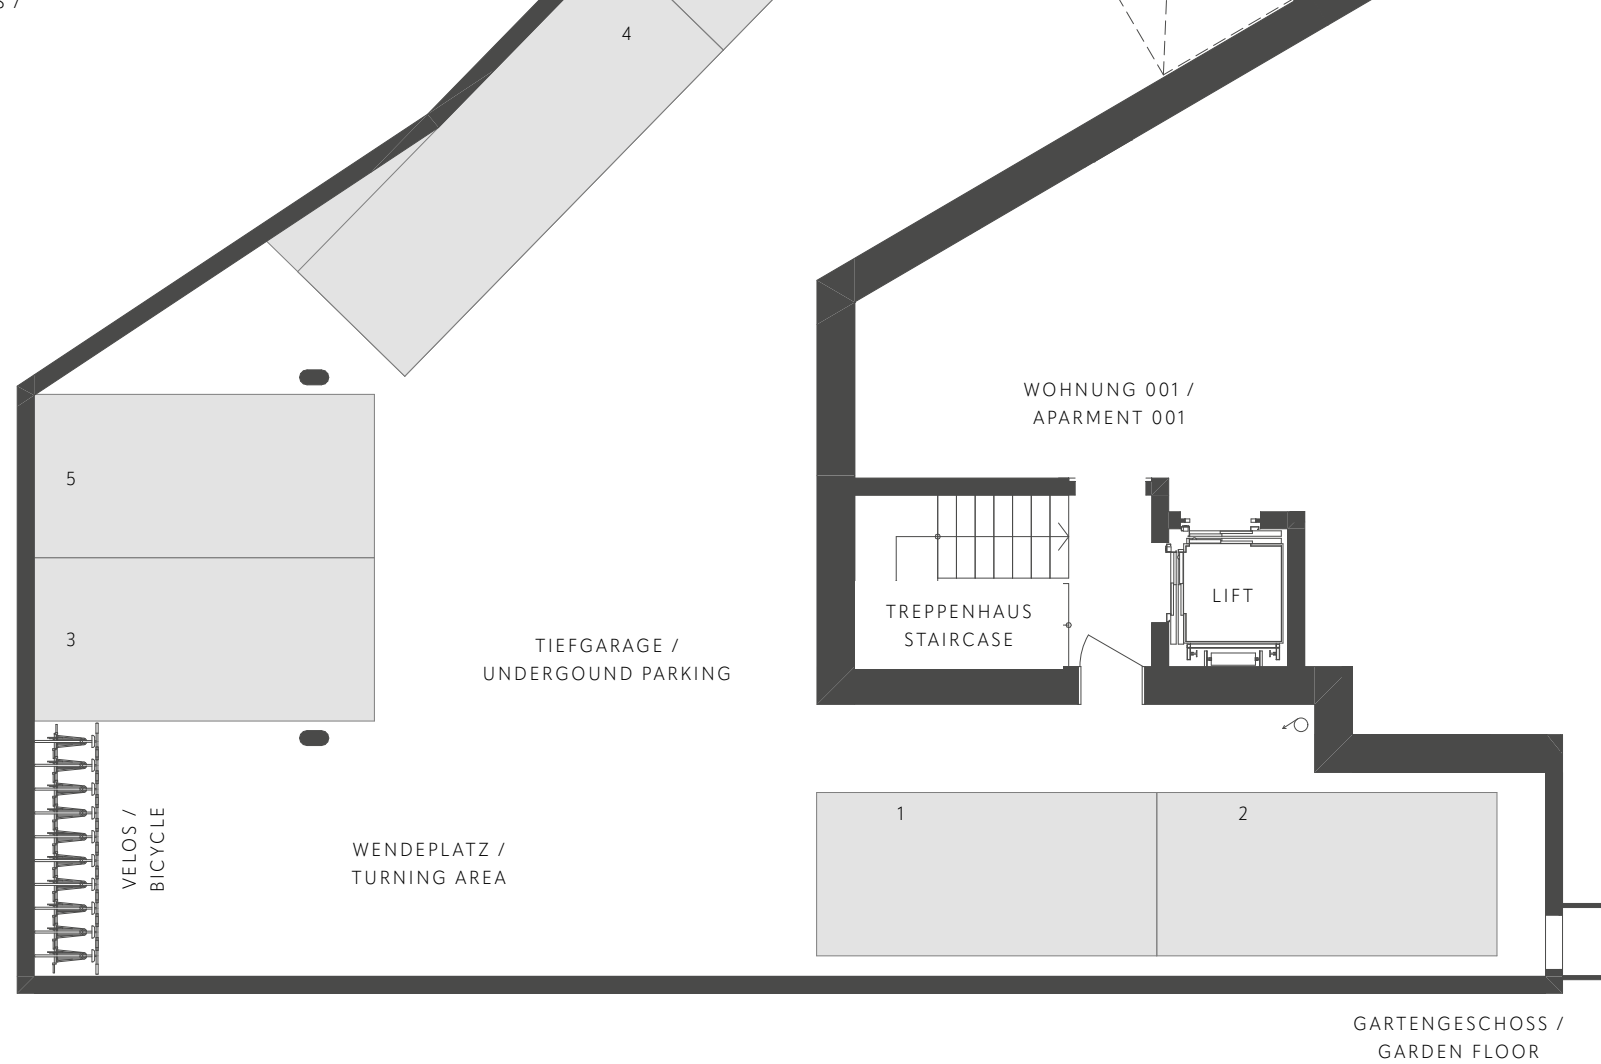 4
5
3
WOHNUNG 001 /
APARMENT 001
LIFT
TREPPENHAUS
STAIRCASE
TIEFGARAGE /
UNDERGOUND PARKING
VELOS /
BICYCLE
WENDEPLATZ /
TURNING AREA
1
2
GARTENGESCHOSS /
GARDEN FLOOR